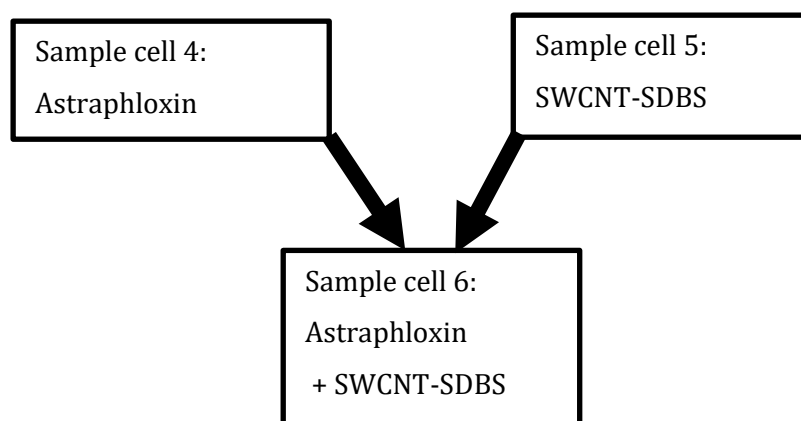 Sample cell 4:
Astraphloxin
Sample cell 5:
SWCNT-SDBS
Sample cell 6:
Astraphloxin
+ SWCNT-SDBS